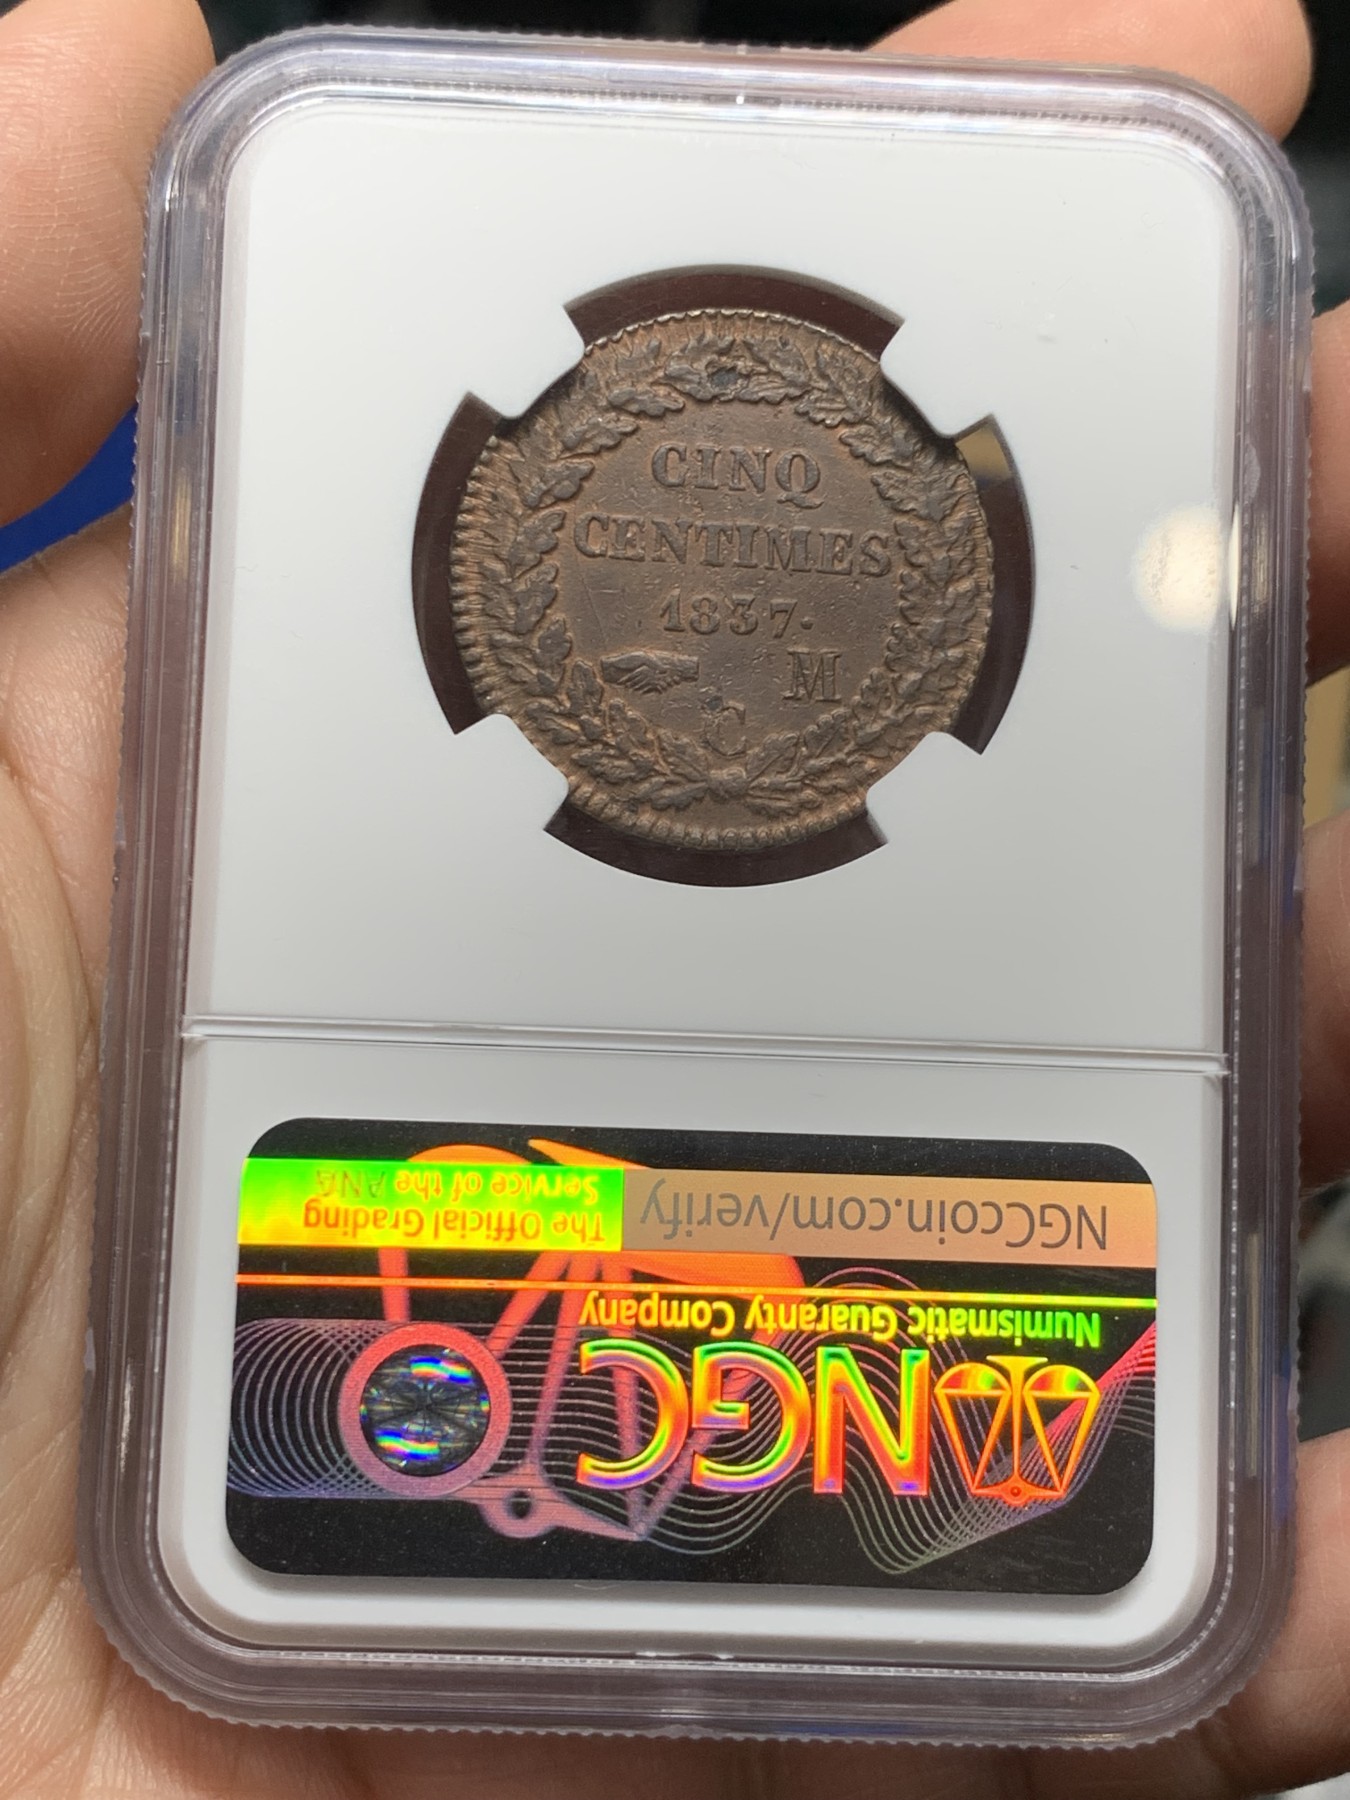 CINQ
CENTIMES
1837.
M
C
NGCcoin.com/verify
The Official Grading
Service of the ANA
Numismatic Guaranty Company
NGC